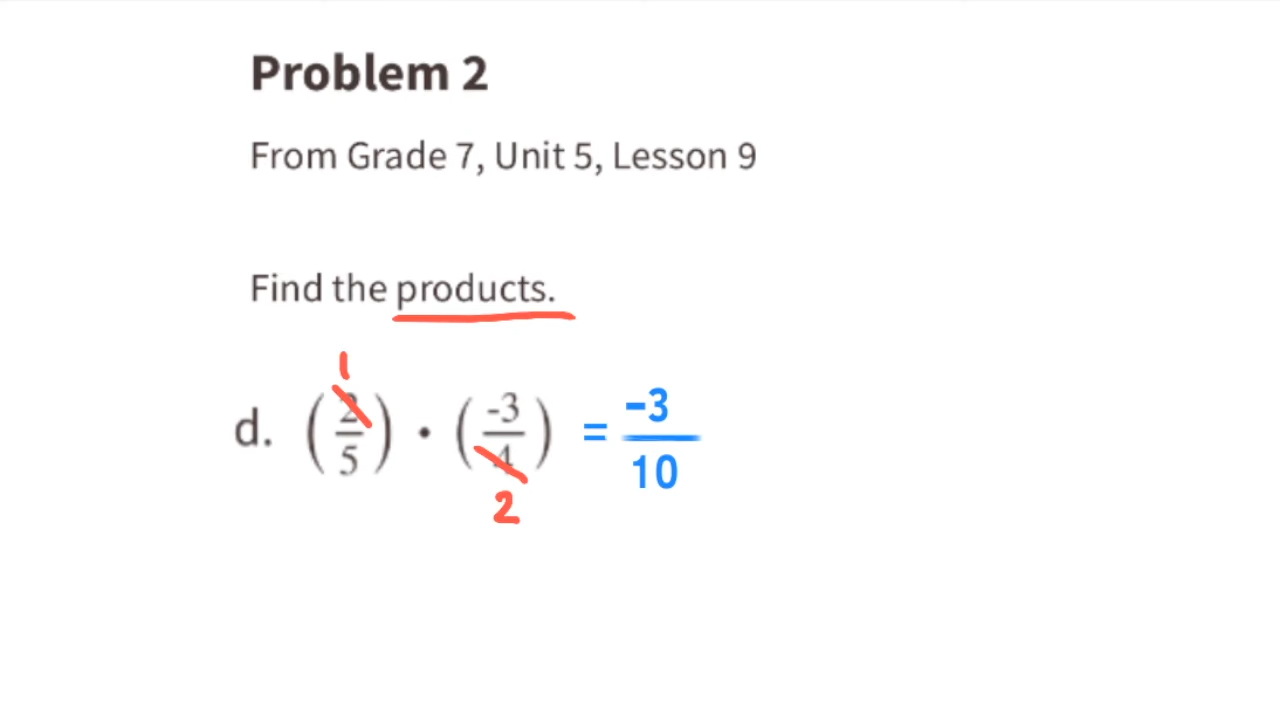 Problem 2
From Grade 7, Unit 5, Lesson 9
Find the products.
1
d. (2/5) · (-3/4) = -3/10
2